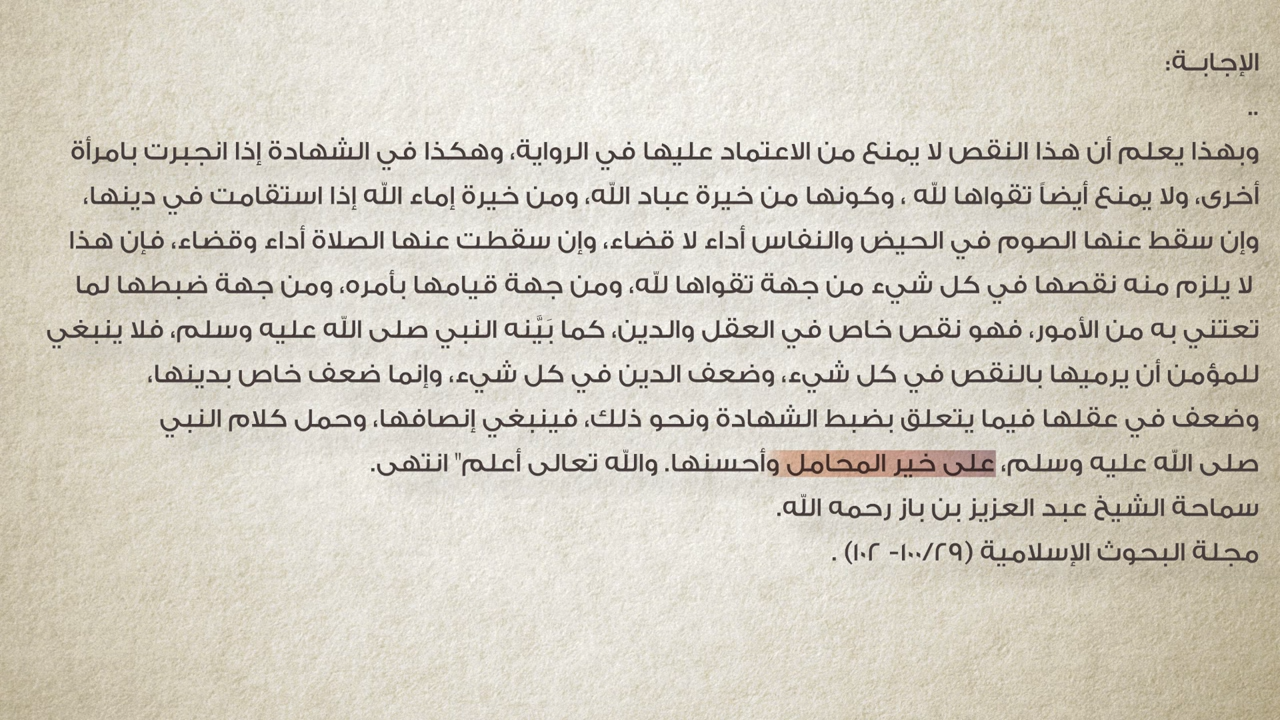 الإجابــة:
..
وبهذا يعلم أن هذا النقص لا يمنع من الاعتماد عليها في الرواية، وهكذا في الشهادة إذا انجبرت بامرأة
أخرى، ولا يمنع أيضاً تقواها لله ، وكونها من خيرة عباد الله، ومن خيرة إماء الله إذا استقامت في دينها،
وإن سقط عنها الصوم في الحيض والنفاس أداء لا قضاء، وإن سقطت عنها الصلاة أداء وقضاء، فإن هذا
لا يلزم منه نقصها في كل شيء من جهة تقواها لله، ومن جهة قيامها بأمره، ومن جهة ضبطها لما
تعتني به من الأمور، فهو نقص خاص في العقل والدين، كما بَيَّنه النبي صلى الله عليه وسلم، فلا ينبغي
للمؤمن أن يرميها بالنقص في كل شيء، وضعف الدين في كل شيء، وإنما ضعف خاص بدينها،
وضعف في عقلها فيما يتعلق بضبط الشهادة ونحو ذلك، فينبغي إنصافها، وحمل كلام النبي
صلى الله عليه وسلم، على خير المحامل وأحسنها. والله تعالى أعلم" انتهى.
سماحة الشيخ عبد العزيز بن باز رحمه الله.
مجلة البحوث الإسلامية (٢٩/١٠٠- ١٠٢) .